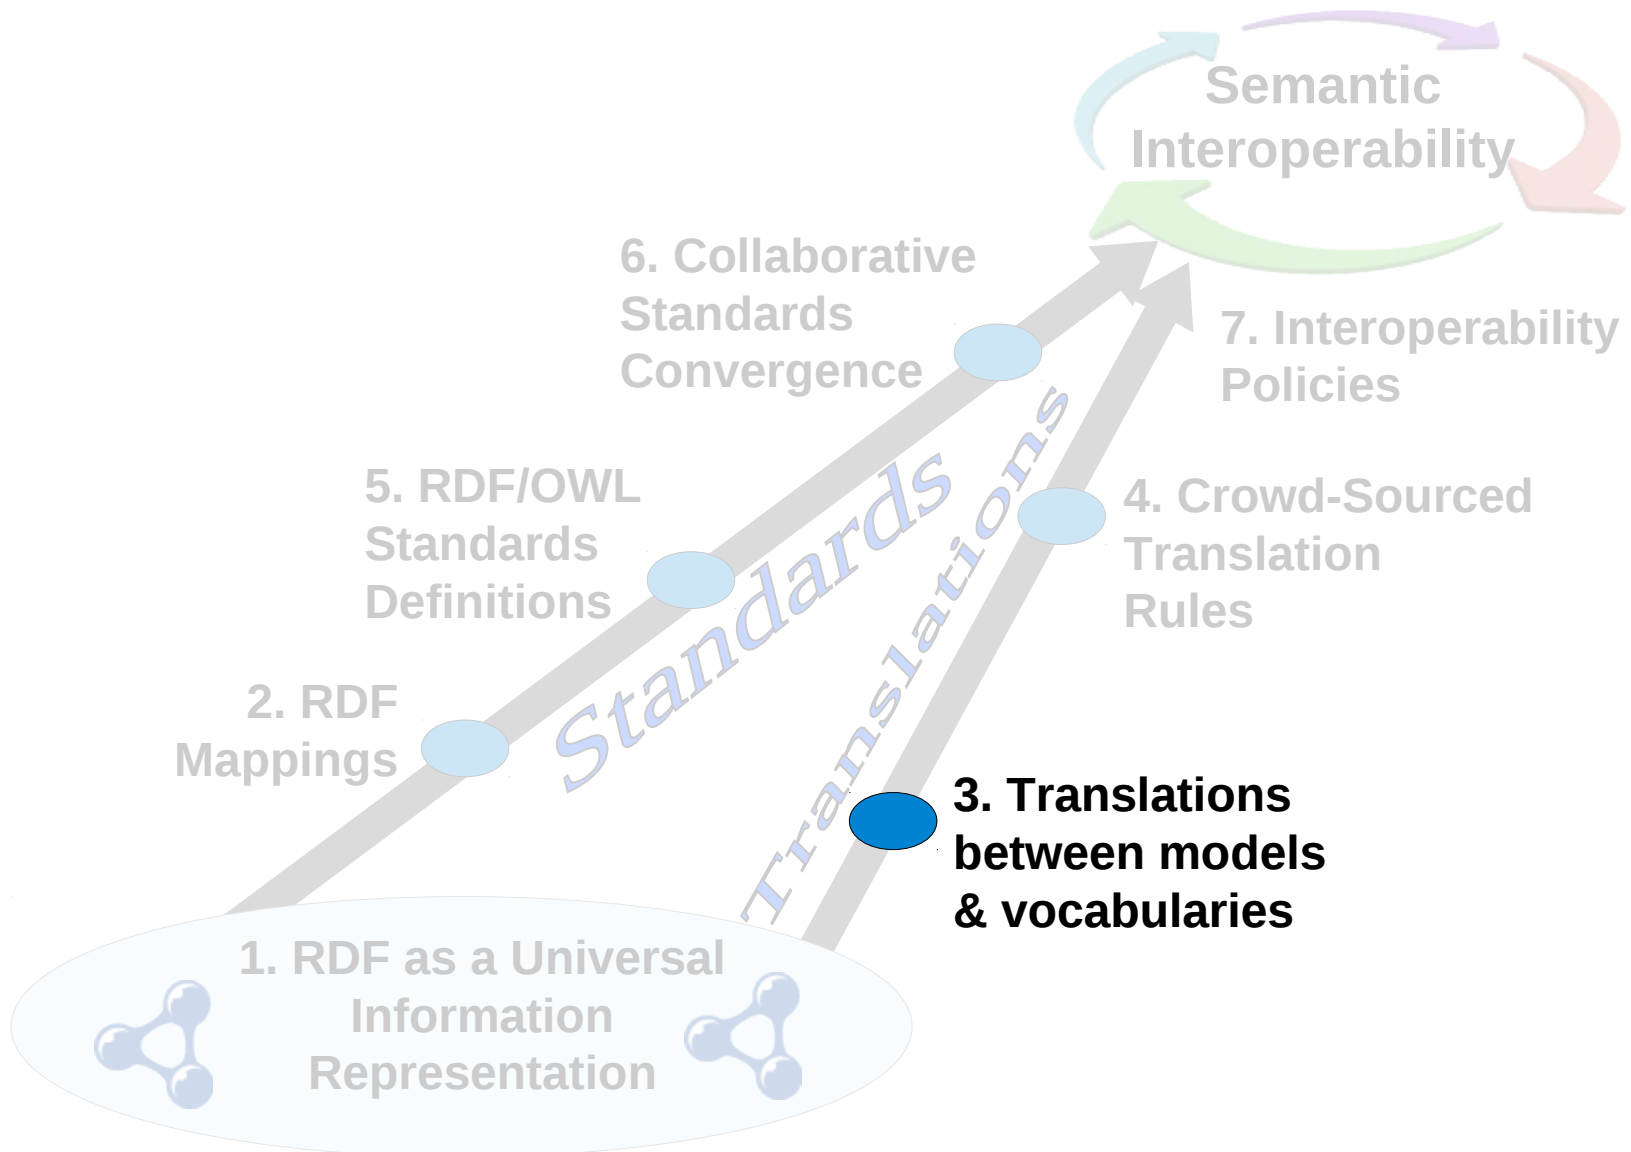 Semantic
Interoperability
6. Collaborative
Standards
Convergence
7. Interoperability
Policies
5. RDF/OWL
Standards
Definitions
Standards
Translations
4. Crowd-Sourced
Translation
Rules
2. RDF
Mappings
3. Translations
between models
& vocabularies
1. RDF as a Universal
Information
Representation